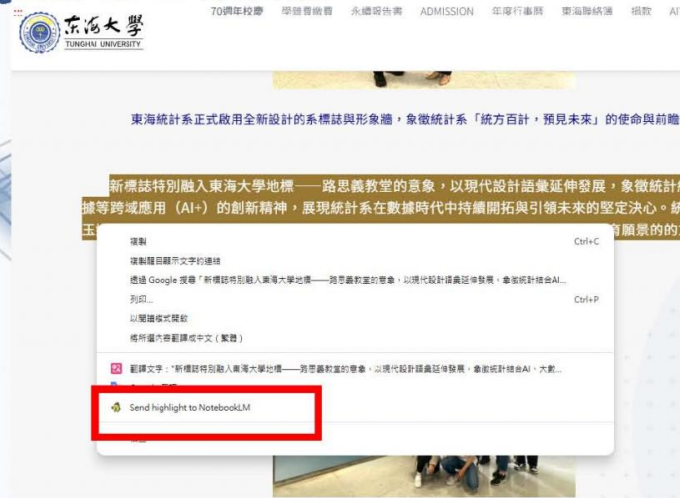 东海大學
TUNGHAI UNIVERSITY
70週年校慶 學雜費繳費 永續報告書 ADMISSION 年度行事曆 東海聯絡簿 捐款 AI
東海統計系正式啟用全新設計的系標誌與形象牆，象徵統計系「統方百計，預見未來」的使命與前瞻
新標誌特別融入東海大學地標——路思義教堂的意象，以現代設計語彙延伸發展，象徵統計
據等跨域應用（AI+）的創新精神，展現統計系在數據時代中持續開拓與引領未來的堅定決心。統
玉 有願景的的
複製 Ctrl+C
複製醒目顯示文字的連結
透過 Google 搜尋「新標誌特別融入東海大學地標——路思義教堂的意象，以現代設計語彙延伸發展，象徵統計結合AI...
列印... Ctrl+P
以閱讀模式開啟
將所選內容翻譯成中文（繁體）
翻譯文字："新標誌特別融入東海大學地標——路思義教堂的意象，以現代設計語彙延伸發展，象徵統計結合AI、大數...
Send highlight to NotebookLM